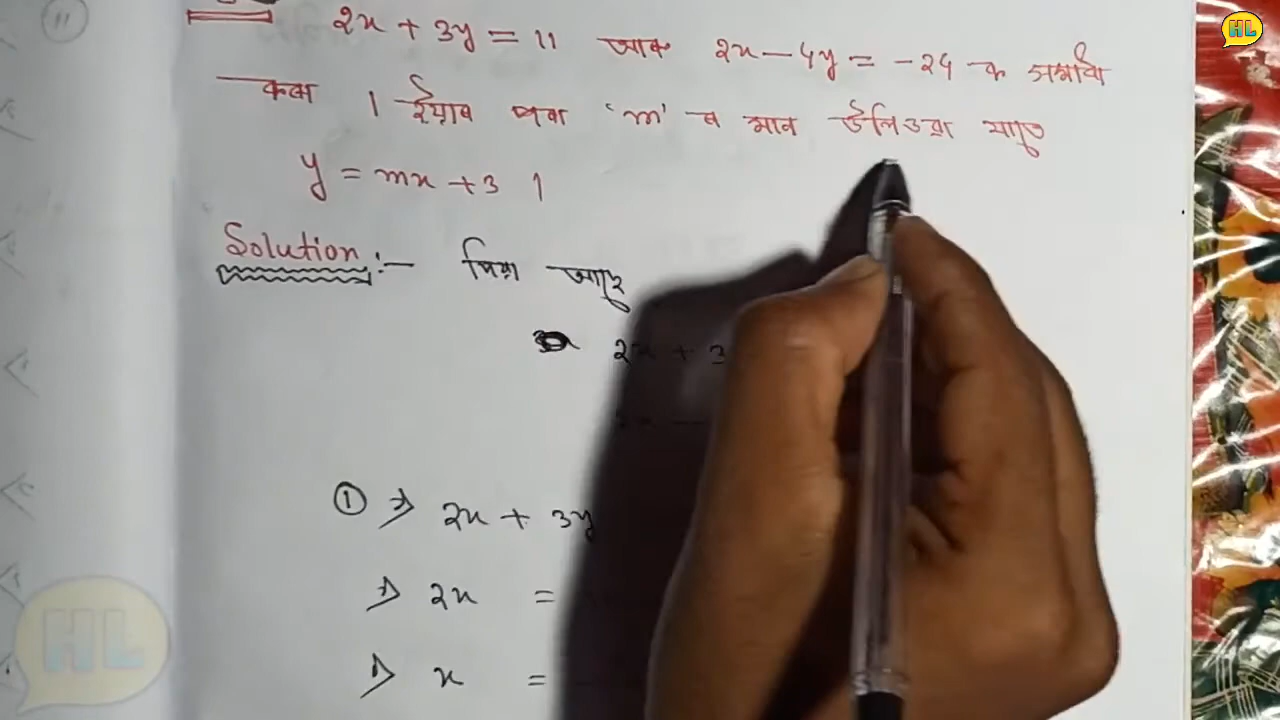 2x + 3y = 11 আৰু 2x - 4y = -24 ক সমাধান
কৰা । ইয়াৰ পৰা 'm' ৰ মান উলিওৱা যাতে
y = mx + 3 ।
Solution :- দিয়া আছে
2x + 3
① ⇒ 2x + 3y
⇒ 2x =
⇒ x =
HL
HL